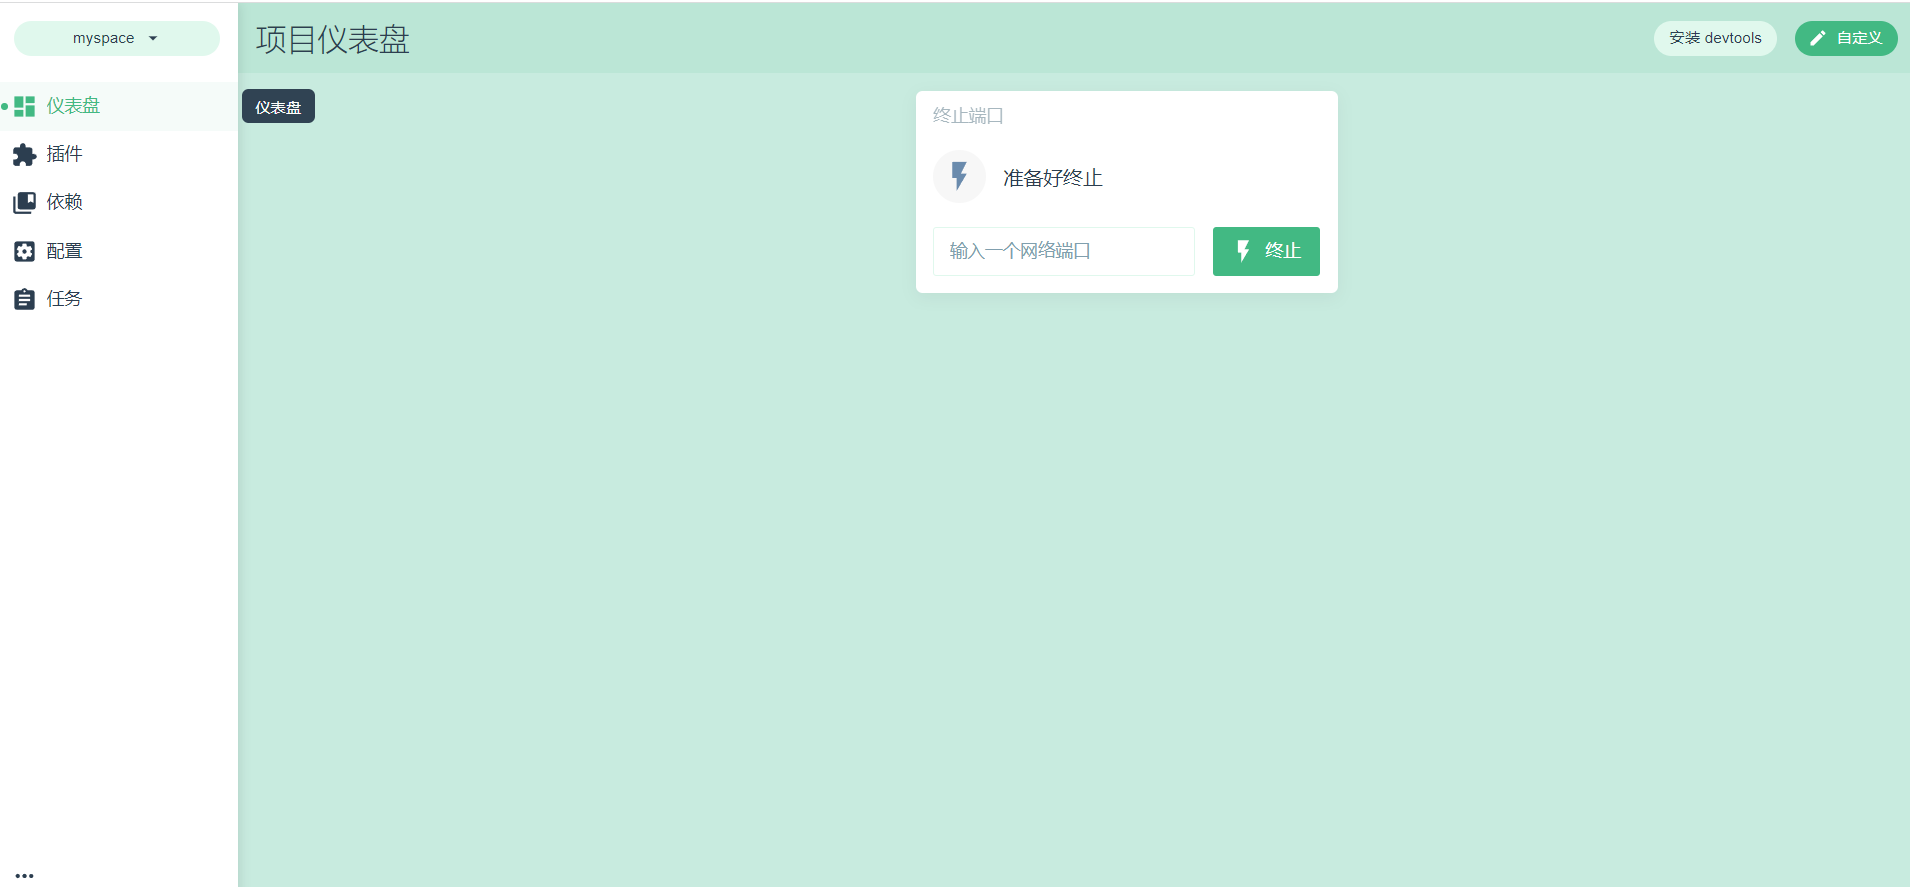 myspace
项目仪表盘
安装 devtools
自定义
仪表盘
插件
依赖
配置
任务
仪表盘
终止端口
准备好终止
输入一个网络端口
终止